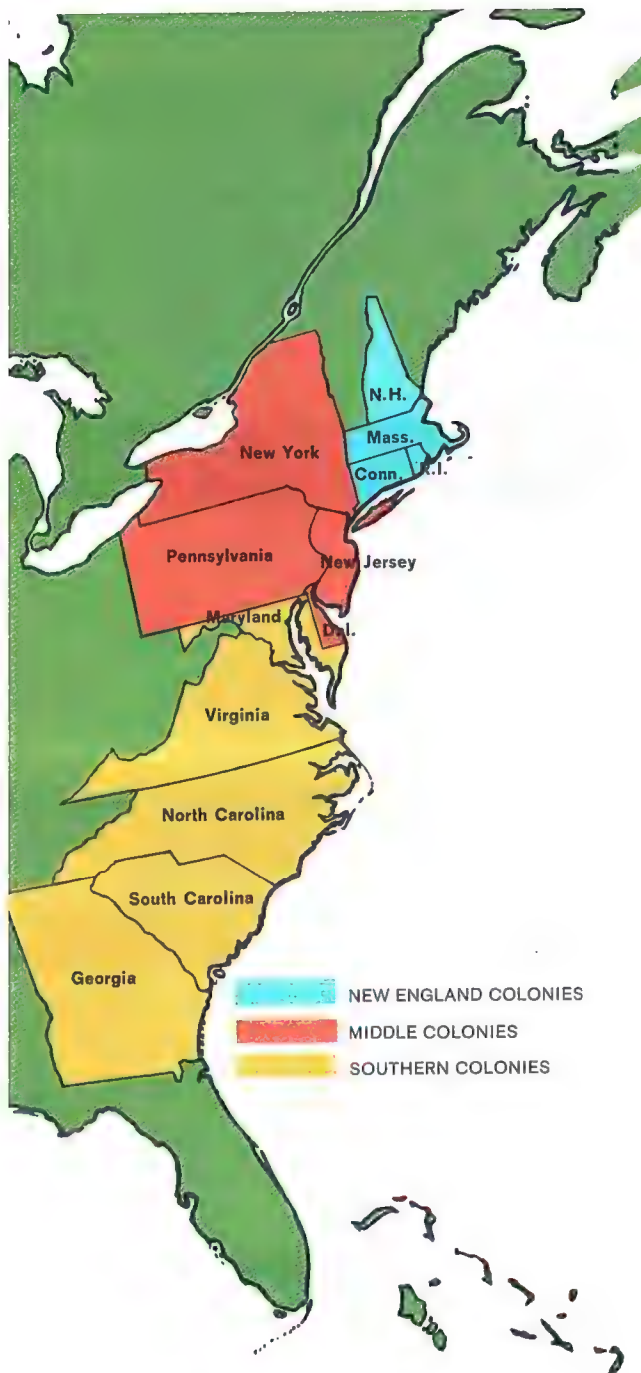 N.H.
Mass.
New York
Conn.
R.I.
Pennsylvania
New Jersey
Maryland
D.I.
Virginia
North Carolina
South Carolina
Georgia
NEW ENGLAND COLONIES
MIDDLE COLONIES
SOUTHERN COLONIES